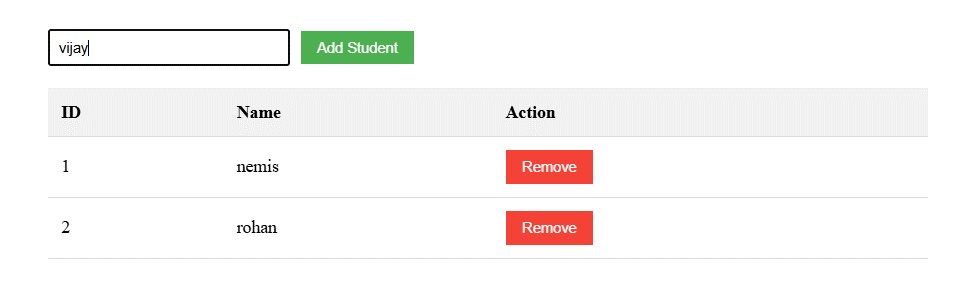 vijay Add Student
ID Name Action
1 nemis Remove
2 rohan Remove